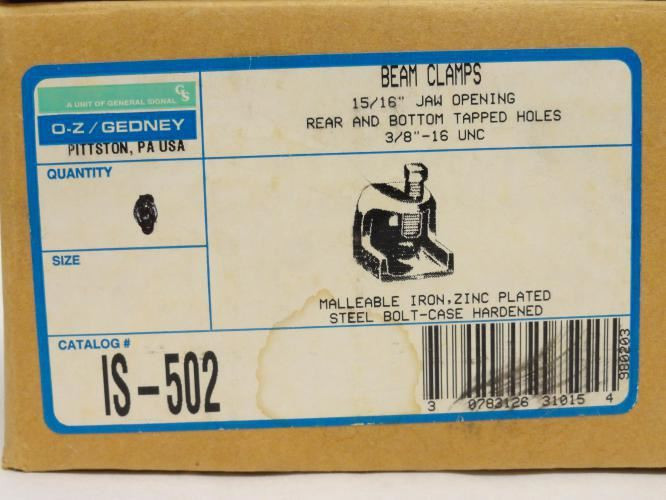 BEAM CLAMPS
15/16" JAW OPENING
REAR AND BOTTOM TAPPED HOLES
3/8"-16 UNC
A UNIT OF GENERAL SIGNAL GS
O-Z/GEDNEY
PITTSTON, PA USA
QUANTITY
SIZE
MALLEABLE IRON, ZINC PLATED
STEEL BOLT-CASE HARDENED
CATALOG #
IS-502
3 0783126 31015 4
980203